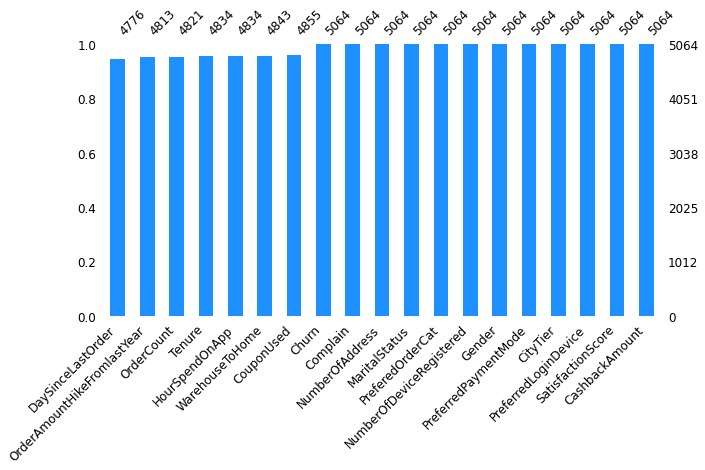 4776 4813 4821 4834 4834 4843 4855 5064 5064 5064 5064 5064 5064 5064 5064 5064 5064 5064 5064
1.0 5064
0.8 4051
0.6 3038
0.4 2025
0.2 1012
0.0 0
DaySinceLastOrder
OrderAmountHikeFromlastYear
OrderCount
Tenure
HourSpendOnApp
WarehouseToHome
CouponUsed
Churn
Complain
NumberOfAddress
MaritalStatus
PreferedOrderCat
NumberOfDeviceRegistered
Gender
PreferredPaymentMode
CityTier
PreferredLoginDevice
SatisfactionScore
CashbackAmount